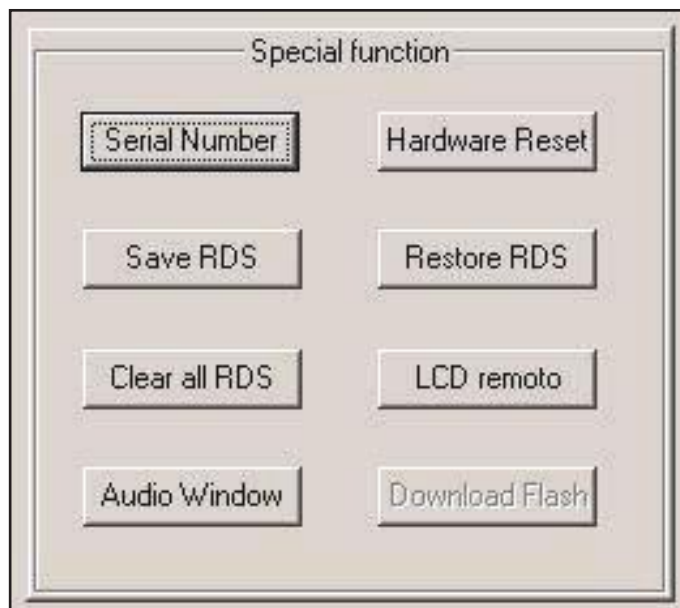 Special function
Serial Number
Hardware Reset
Save RDS
Restore RDS
Clear all RDS
LCD remoto
Audio Window
Download Flash